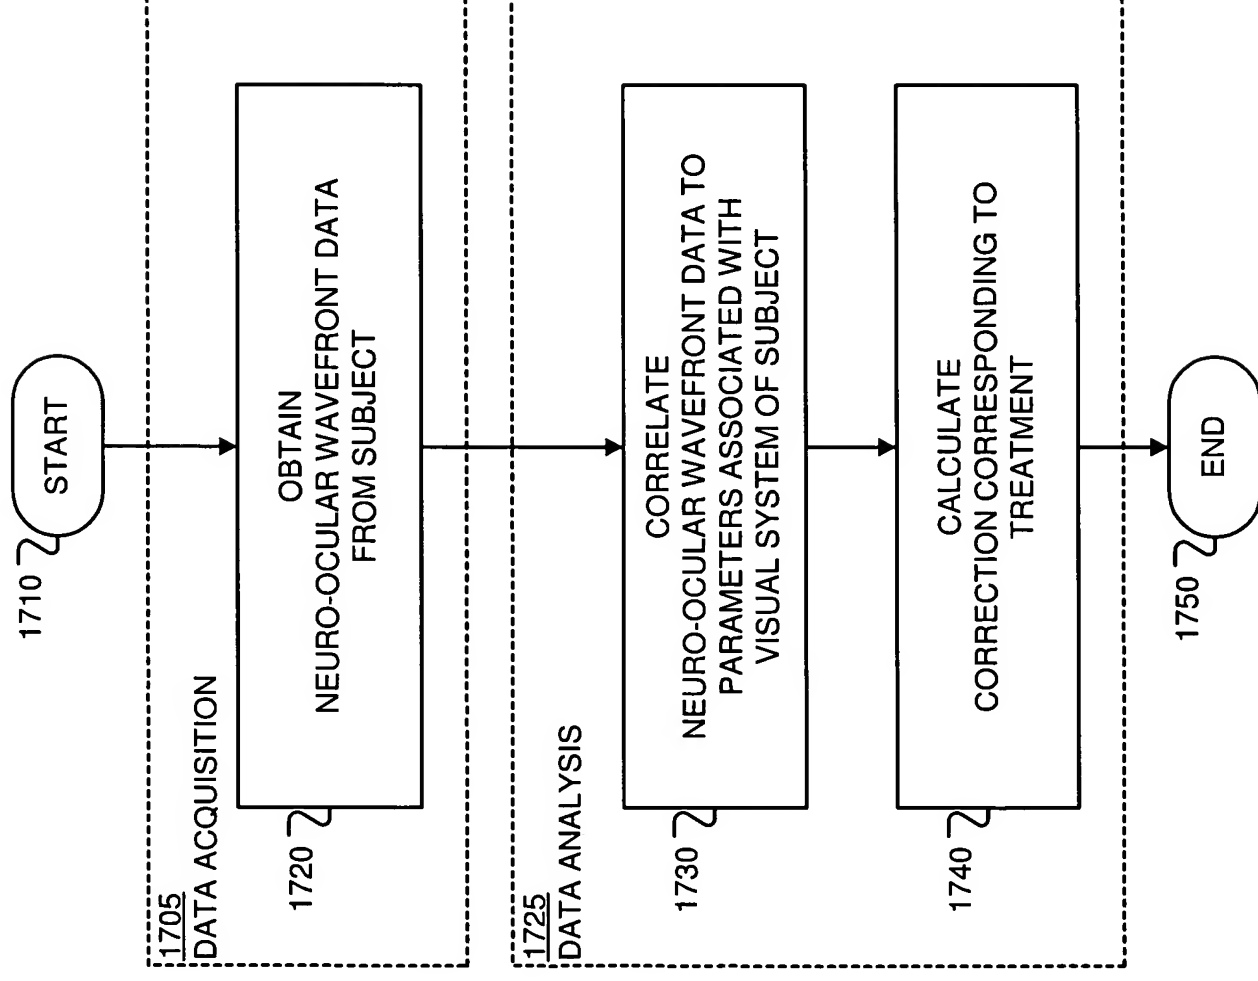 START
1710
1705
DATA ACQUISITION
OBTAIN
NEURO-OCULAR WAVEFRONT DATA
FROM SUBJECT
1720
1725
DATA ANALYSIS
CORRELATE
NEURO-OCULAR WAVEFRONT DATA TO
PARAMETERS ASSOCIATED WITH
VISUAL SYSTEM OF SUBJECT
1730
CALCULATE
CORRECTION CORRESPONDING TO
TREATMENT
1740
END
1750